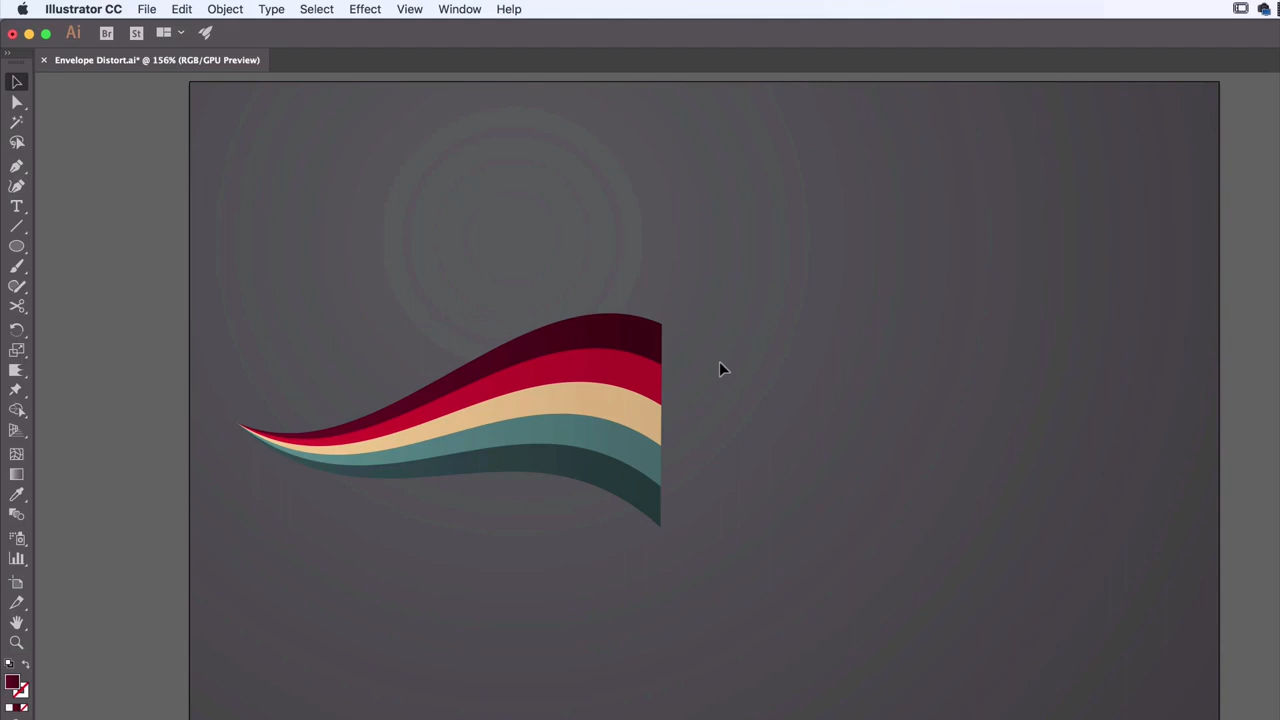 Illustrator CC File Edit Object Type Select Effect View Window Help
Ai Br St
× Envelope Distort.ai* @ 156% (RGB/GPU Preview)
T